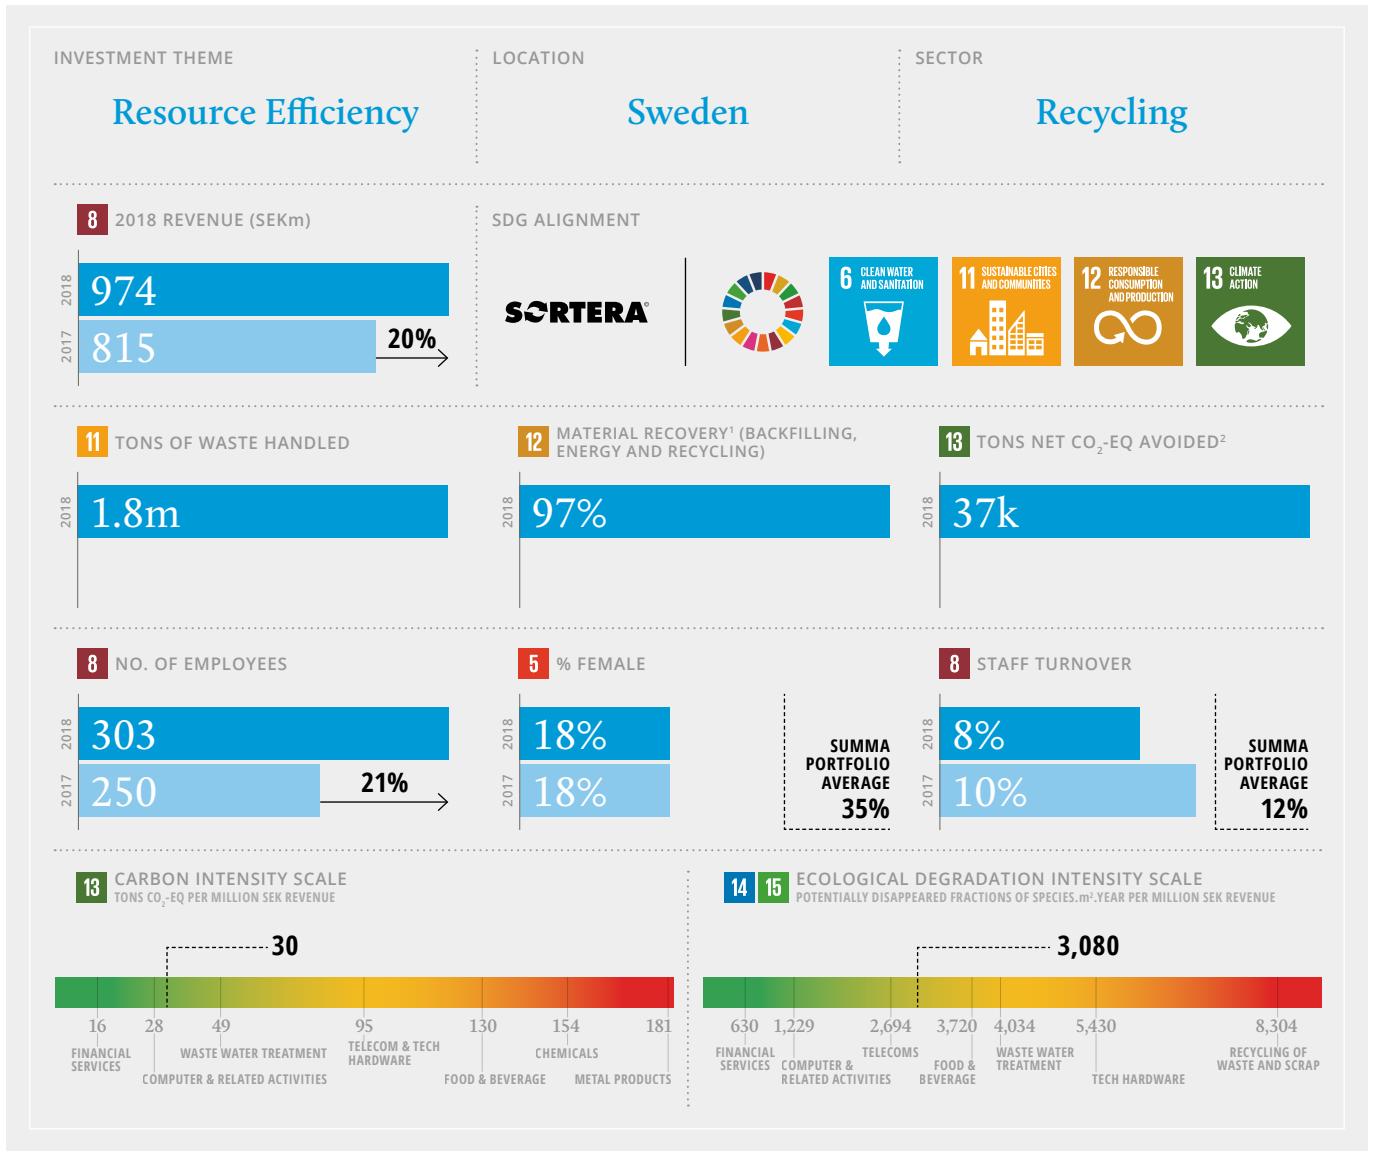 INVESTMENT THEME
Resource Efficiency
LOCATION
Sweden
SECTOR
Recycling
8 2018 REVENUE (SEKm)
2018
974
2017
815
20%
SDG ALIGNMENT
SORTERA®
6 CLEAN WATER
AND SANITATION
11 SUSTAINABLE CITIES
AND COMMUNITIES
12 RESPONSIBLE
CONSUMPTION
AND PRODUCTION
13 CLIMATE
ACTION
11 TONS OF WASTE HANDLED
2018
1.8m
12 MATERIAL RECOVERY¹ (BACKFILLING,
ENERGY AND RECYCLING)
2018
97%
13 TONS NET CO₂-EQ AVOIDED²
2018
37k
8 NO. OF EMPLOYEES
2018
303
2017
250
21%
5 % FEMALE
2018
18%
2017
18%
SUMMA
PORTFOLIO
AVERAGE
35%
8 STAFF TURNOVER
2018
8%
2017
10%
SUMMA
PORTFOLIO
AVERAGE
12%
13 CARBON INTENSITY SCALE
TONS CO₂-EQ PER MILLION SEK REVENUE
30
16 28 49 95 130 154 181
FINANCIAL
SERVICES
COMPUTER & RELATED ACTIVITIES
WASTE WATER TREATMENT
TELECOM & TECH
HARDWARE
FOOD & BEVERAGE
CHEMICALS
METAL PRODUCTS
14 15 ECOLOGICAL DEGRADATION INTENSITY SCALE
POTENTIALLY DISAPPEARED FRACTIONS OF SPECIES.m².YEAR PER MILLION SEK REVENUE
3,080
630 1,229 2,694 3,720 4,034 5,430 8,304
FINANCIAL
SERVICES
COMPUTER &
RELATED ACTIVITIES
TELECOMS
FOOD &
BEVERAGE
WASTE WATER
TREATMENT
TECH HARDWARE
RECYCLING OF
WASTE AND SCRAP